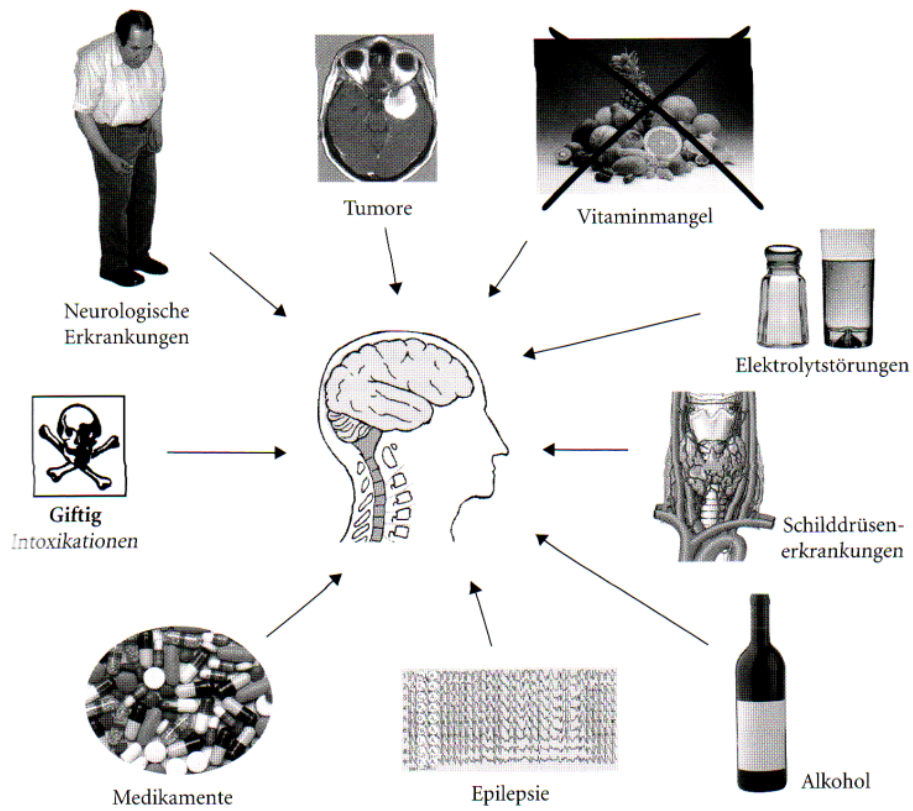 Tumore
Vitaminmangel
Neurologische
Erkrankungen
Elektrolytstörungen
Giftig
Intoxikationen
Schilddrüsen-
erkrankungen
Medikamente
Epilepsie
Alkohol